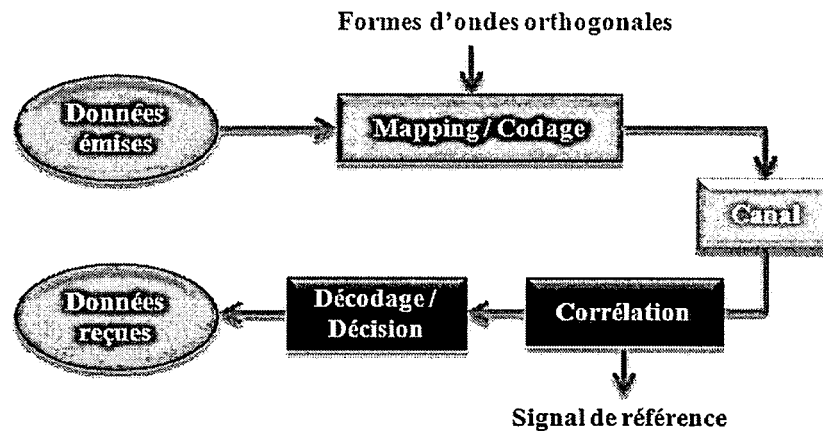 Formes d'ondes orthogonales
Données
émises
Mapping / Codage
Canal
Données
reçues
Décodage /
Décision
Corrélation
Signal de référence